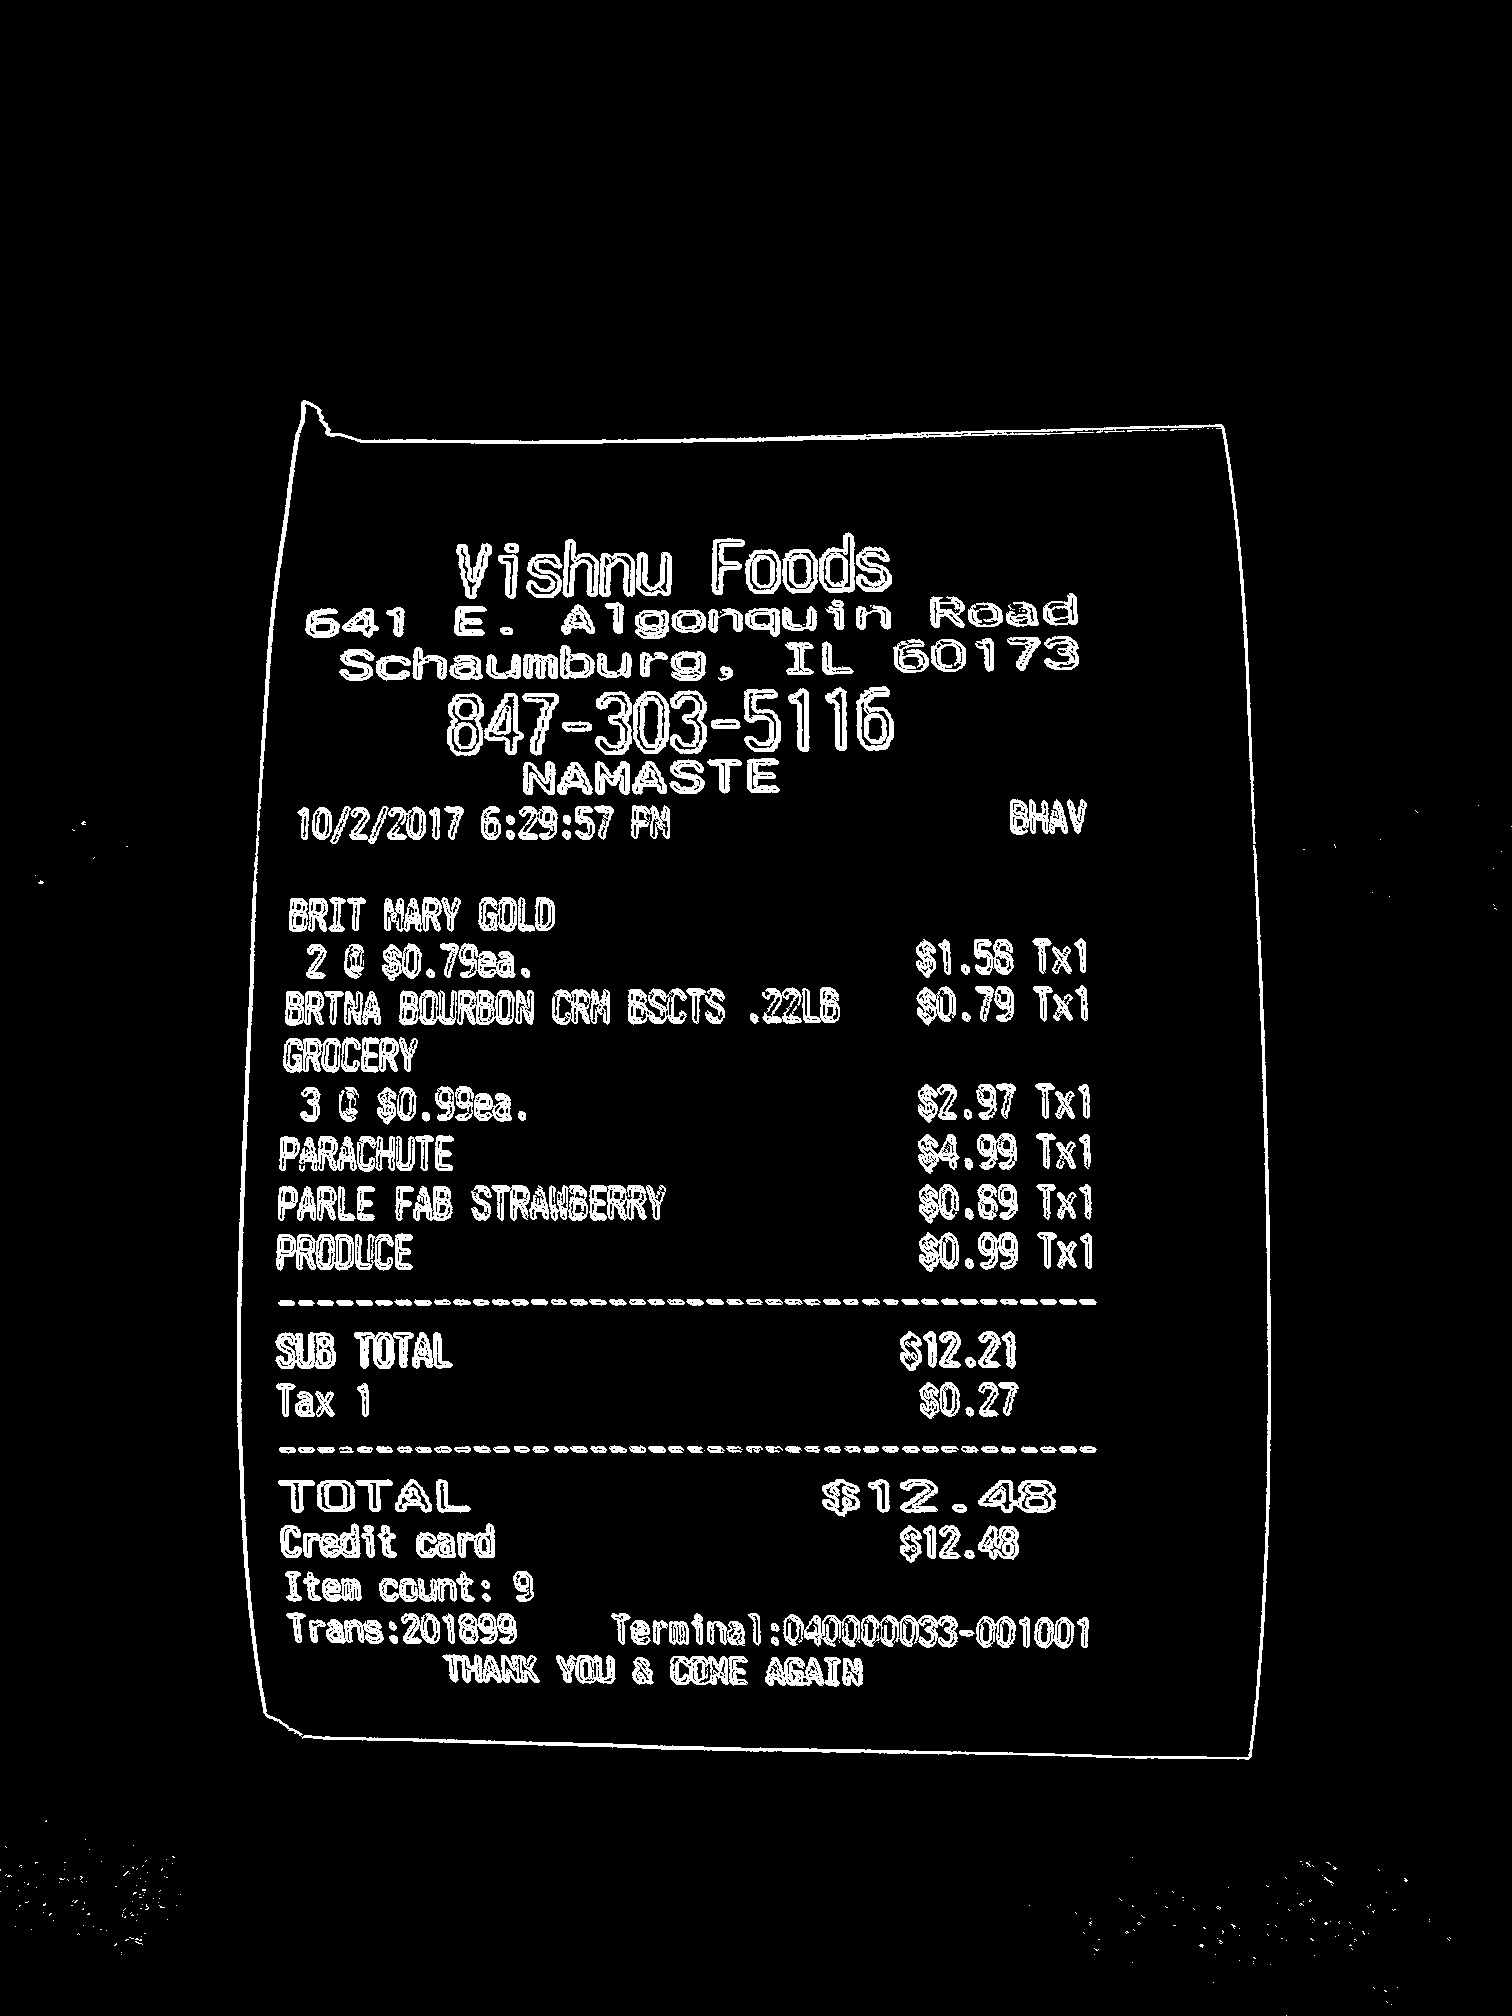 Vishnu Foods
641 E. Algonquin Road
Schaumburg, IL 60173
847-303-5116
NAMASTE
10/2/2017 6:29:57 PM BHAV
BRIT MARY GOLD
2 @ $0.79ea. $1.58 Tx1
BRTNA BOURBON CRM BSCTS .22LB $0.79 Tx1
GROCERY
3 @ $0.99ea. $2.97 Tx1
PARACHUTE $4.99 Tx1
PARLE FAB STRAWBERRY $0.89 Tx1
PRODUCE $0.99 Tx1
SUB TOTAL $12.21
Tax 1 $0.27
TOTAL $12.48
Credit card $12.48
Item count: 9
Trans:201899 Terminal:040000033-001001
THANK YOU & COME AGAIN